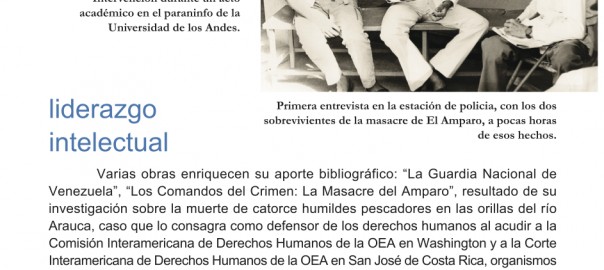 Intervención durante un acto
académico en el paraninfo de la
Universidad de los Andes.
Primera entrevista en la estación de policia, con los dos
sobrevivientes de la masacre de El Amparo, a pocas horas
de esos hechos.
liderazgo
intelectual
Varias obras enriquecen su aporte bibliográfico: “La Guardia Nacional de
Venezuela”, “Los Comandos del Crimen: La Masacre del Amparo”, resultado de su
investigación sobre la muerte de catorce humildes pescadores en las orillas del río
Arauca, caso que lo consagra como defensor de los derechos humanos al acudir a la
Comisión Interamericana de Derechos Humanos de la OEA en Washington y a la Corte
Interamericana de Derechos Humanos de la OEA en San José de Costa Rica, organismos